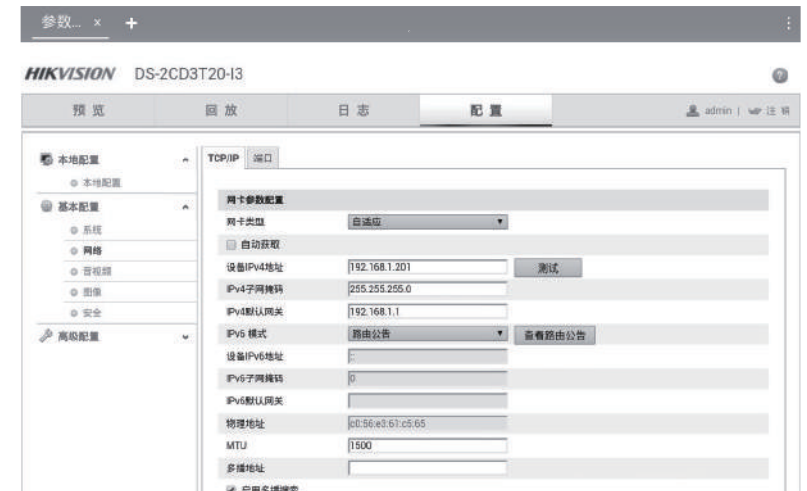 参数... × +
HIKVISION DS-2CD3T20-I3
预览 回放 日志 配置 admin | 注销
本地配置
本地配置
基本配置
系统
网络
音视频
图像
安全
高级配置
TCP/IP 端口
网卡参数配置
网卡类型 自适应
自动获取
设备IPv4地址 192.168.1.201 测试
IPv4子网掩码 255.255.255.0
IPv4默认网关 192.168.1.1
IPv6 模式 路由公告 查看路由公告
设备IPv6地址 ::
IPv6子网掩码 0
IPv6默认网关
物理地址 c0:56:e3:61:c5:65
MTU 1500
多播地址
启用多播搜索